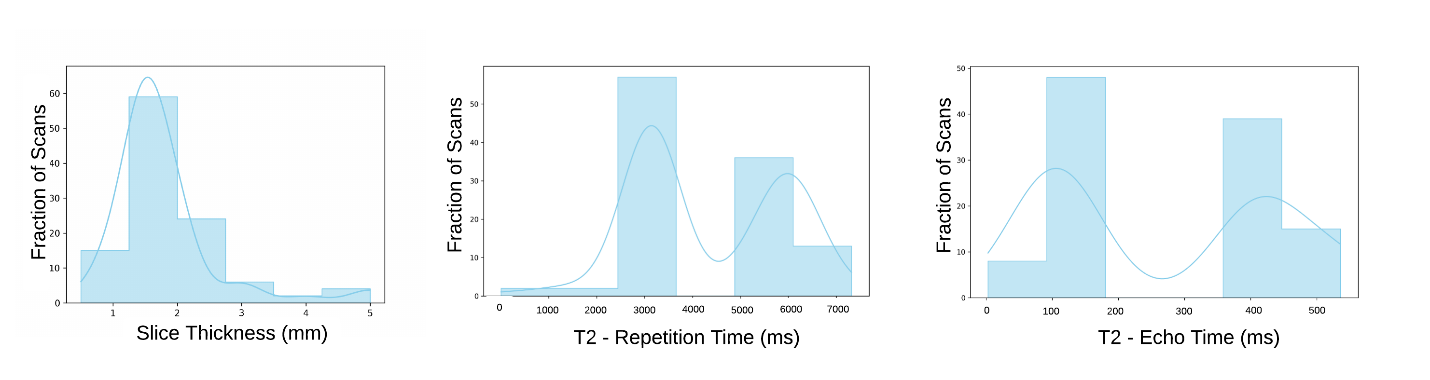 Fraction of Scans
60
50
40
30
20
10
0
1 2 3 4 5
Slice Thickness (mm)
Fraction of Scans
50
40
30
20
10
0
0 1000 2000 3000 4000 5000 6000 7000
T2 - Repetition Time (ms)
Fraction of Scans
50
40
30
20
10
0
0 100 200 300 400 500
T2 - Echo Time (ms)